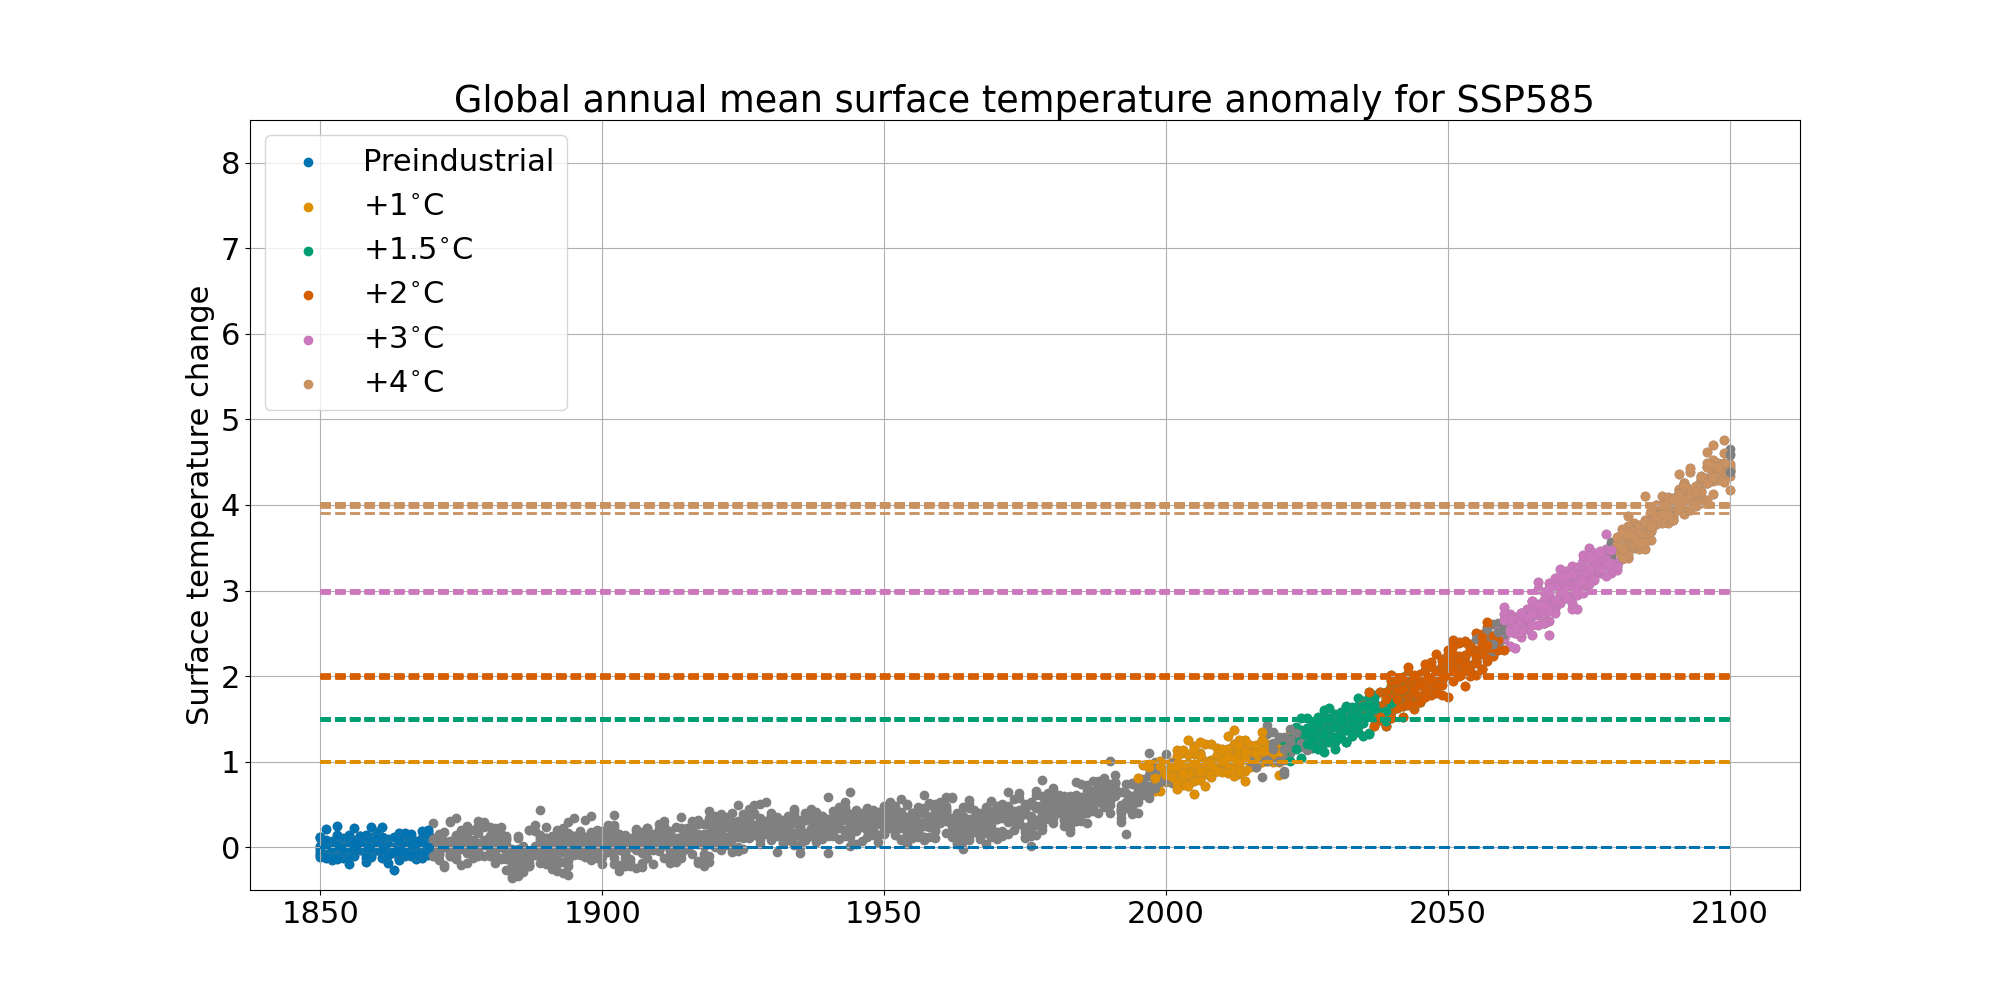 Global annual mean surface temperature anomaly for SSP585
Surface temperature change
8
7
6
5
4
3
2
1
0
Preindustrial
+1°C
+1.5°C
+2°C
+3°C
+4°C
1850 1900 1950 2000 2050 2100